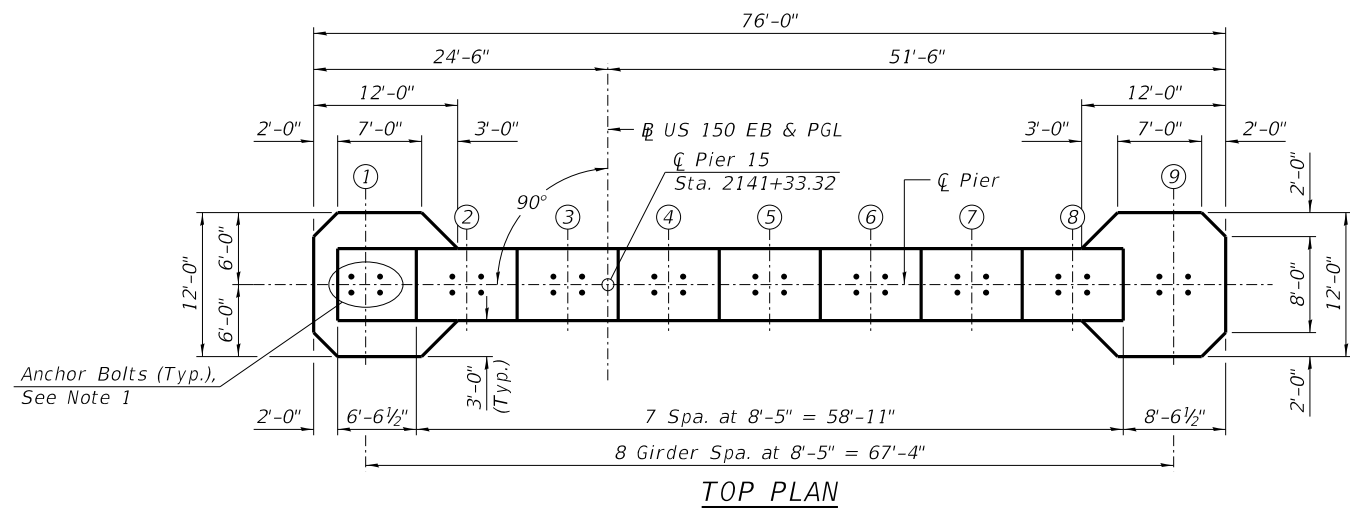 76'-0"
24'-6" 51'-6"
12'-0" 12'-0"
2'-0" 7'-0" 3'-0" 3'-0" 7'-0" 2'-0"
℄ US 150 EB & PGL
℄ Pier 15
Sta. 2141+33.32
℄ Pier
90°
1 2 3 4 5 6 7 8 9
2'-0"
12'-0" 6'-0" 6'-0"
8'-0" 12'-0"
2'-0"
Anchor Bolts (Typ.),
See Note 1
3'-0"
(Typ.)
2'-0" 6'-6½" 7 Spa. at 8'-5" = 58'-11" 8'-6½"
8 Girder Spa. at 8'-5" = 67'-4"
TOP PLAN